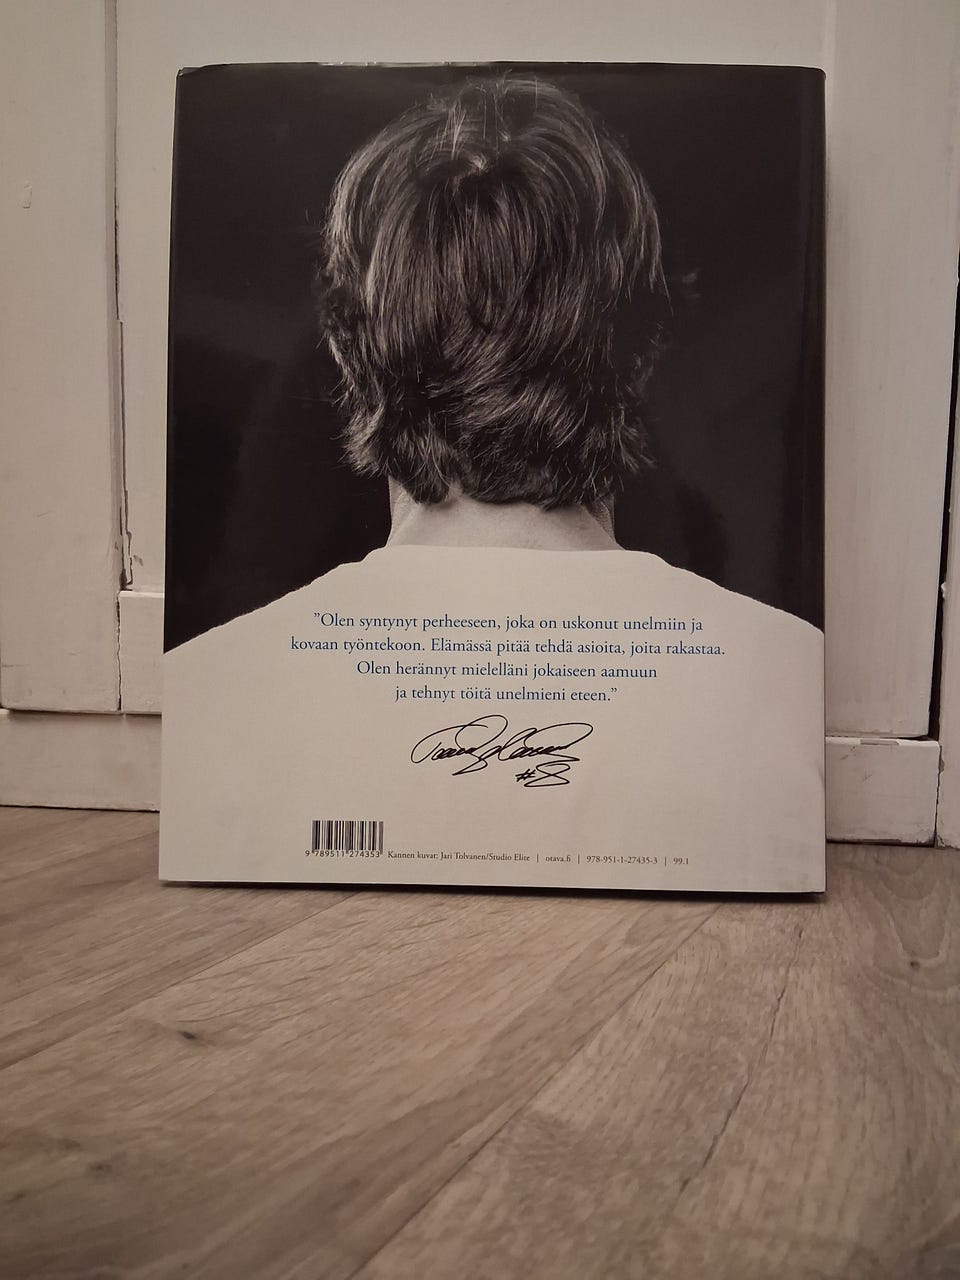 ”Olen syntynyt perheeseen, joka on uskonut unelmiin ja
kovaan työntekoon. Elämässä pitää tehdä asioita, joita rakastaa.
Olen herännyt mielelläni jokaiseen aamuun
ja tehnyt töitä unelmieni eteen.”
#8
9 789511 274353 Kannen kuvat: Jari Tolvanen/Studio Elite | otava.fi | 978-951-1-27435-3 | 99.1